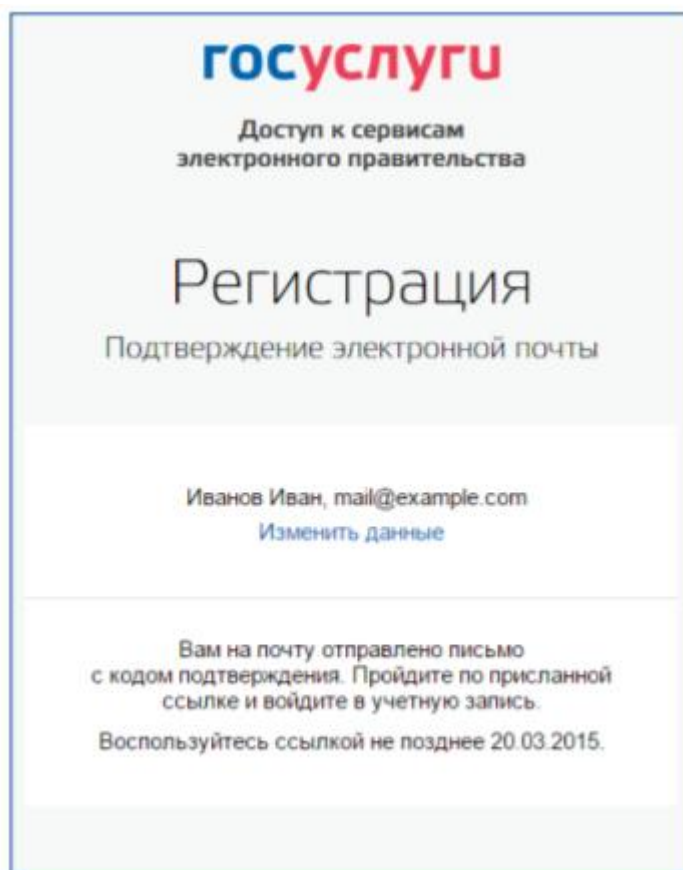 госуслуги
Доступ к сервисам
электронного правительства
Регистрация
Подтверждение электронной почты
Иванов Иван, mail@example.com
Изменить данные
Вам на почту отправлено письмо
с кодом подтверждения. Пройдите по присланной
ссылке и войдите в учетную запись.
Воспользуйтесь ссылкой не позднее 20.03.2015.